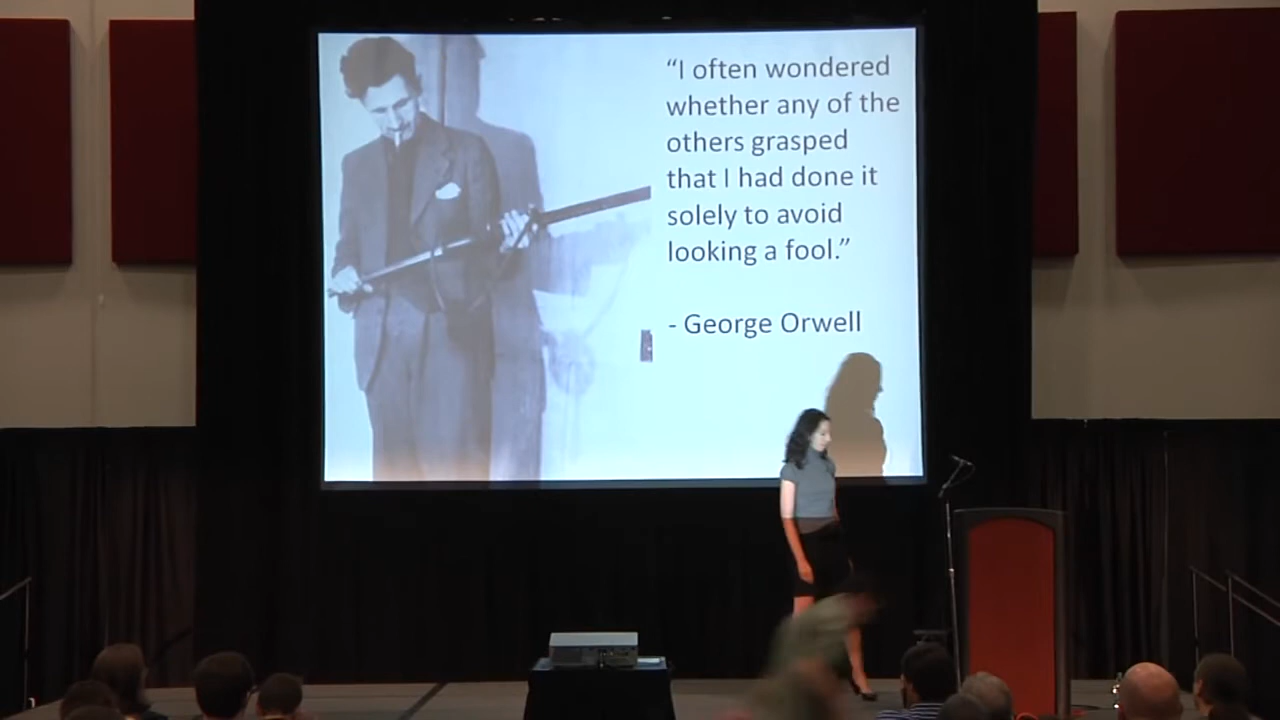 “I often wondered
whether any of the
others grasped
that I had done it
solely to avoid
looking a fool.”
- George Orwell